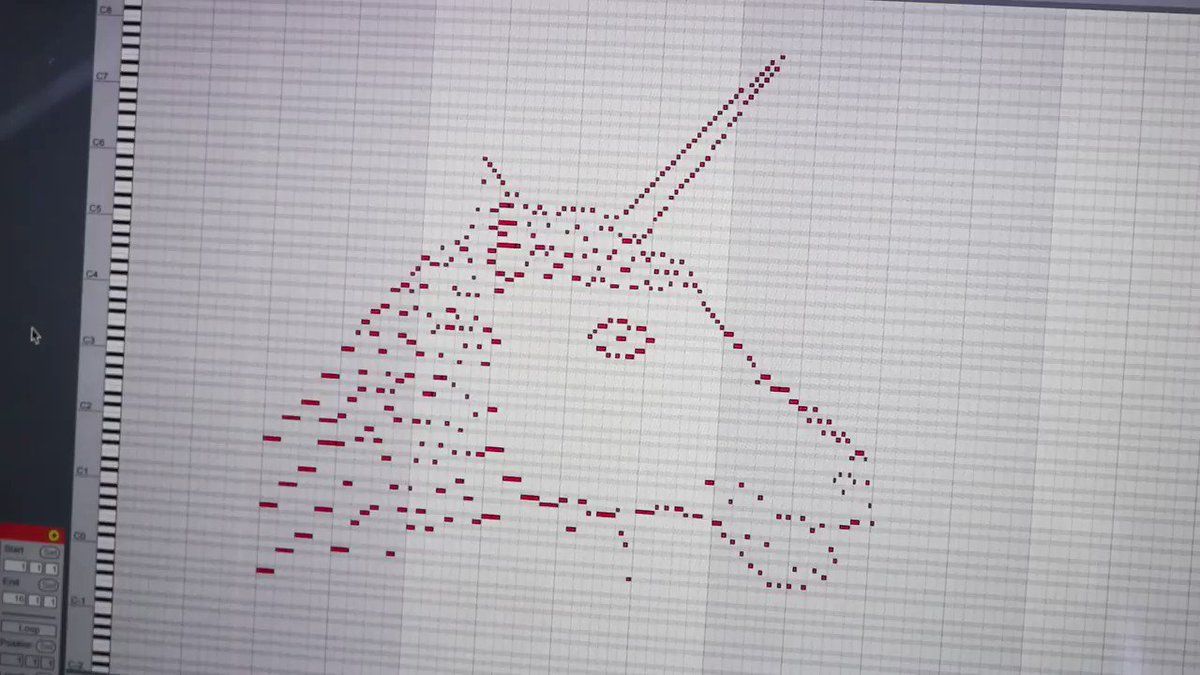 C8
C7
C6
C5
C4
C3
C2
C1
C0
C-1
C-2
Start
Set
1 1 1
End
Set
16 1 1
Loop
Position
Set
1 1 1